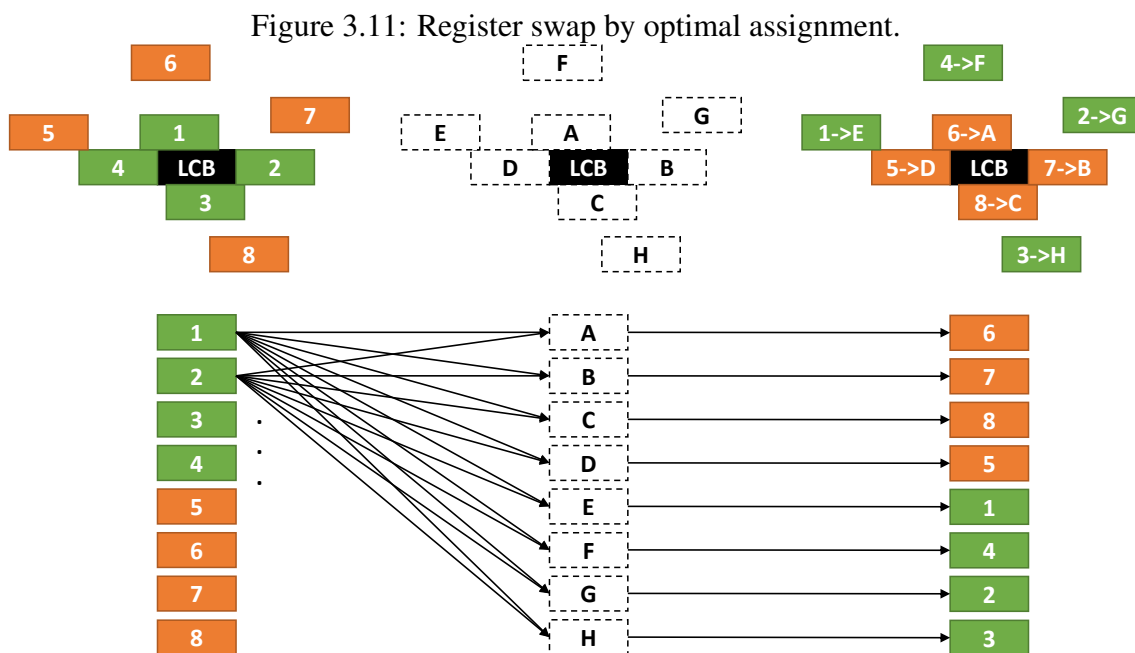 Figure 3.11: Register swap by optimal assignment.
6 F 4->F
5 1 7 E A G 1->E 6->A 2->G
4 LCB 2 D LCB B 5->D LCB 7->B
3 C 8->C
8 H 3->H
1 A 6
2 B 7
3 C 8
4 D 5
5 E 1
6 F 4
7 G 2
8 H 3